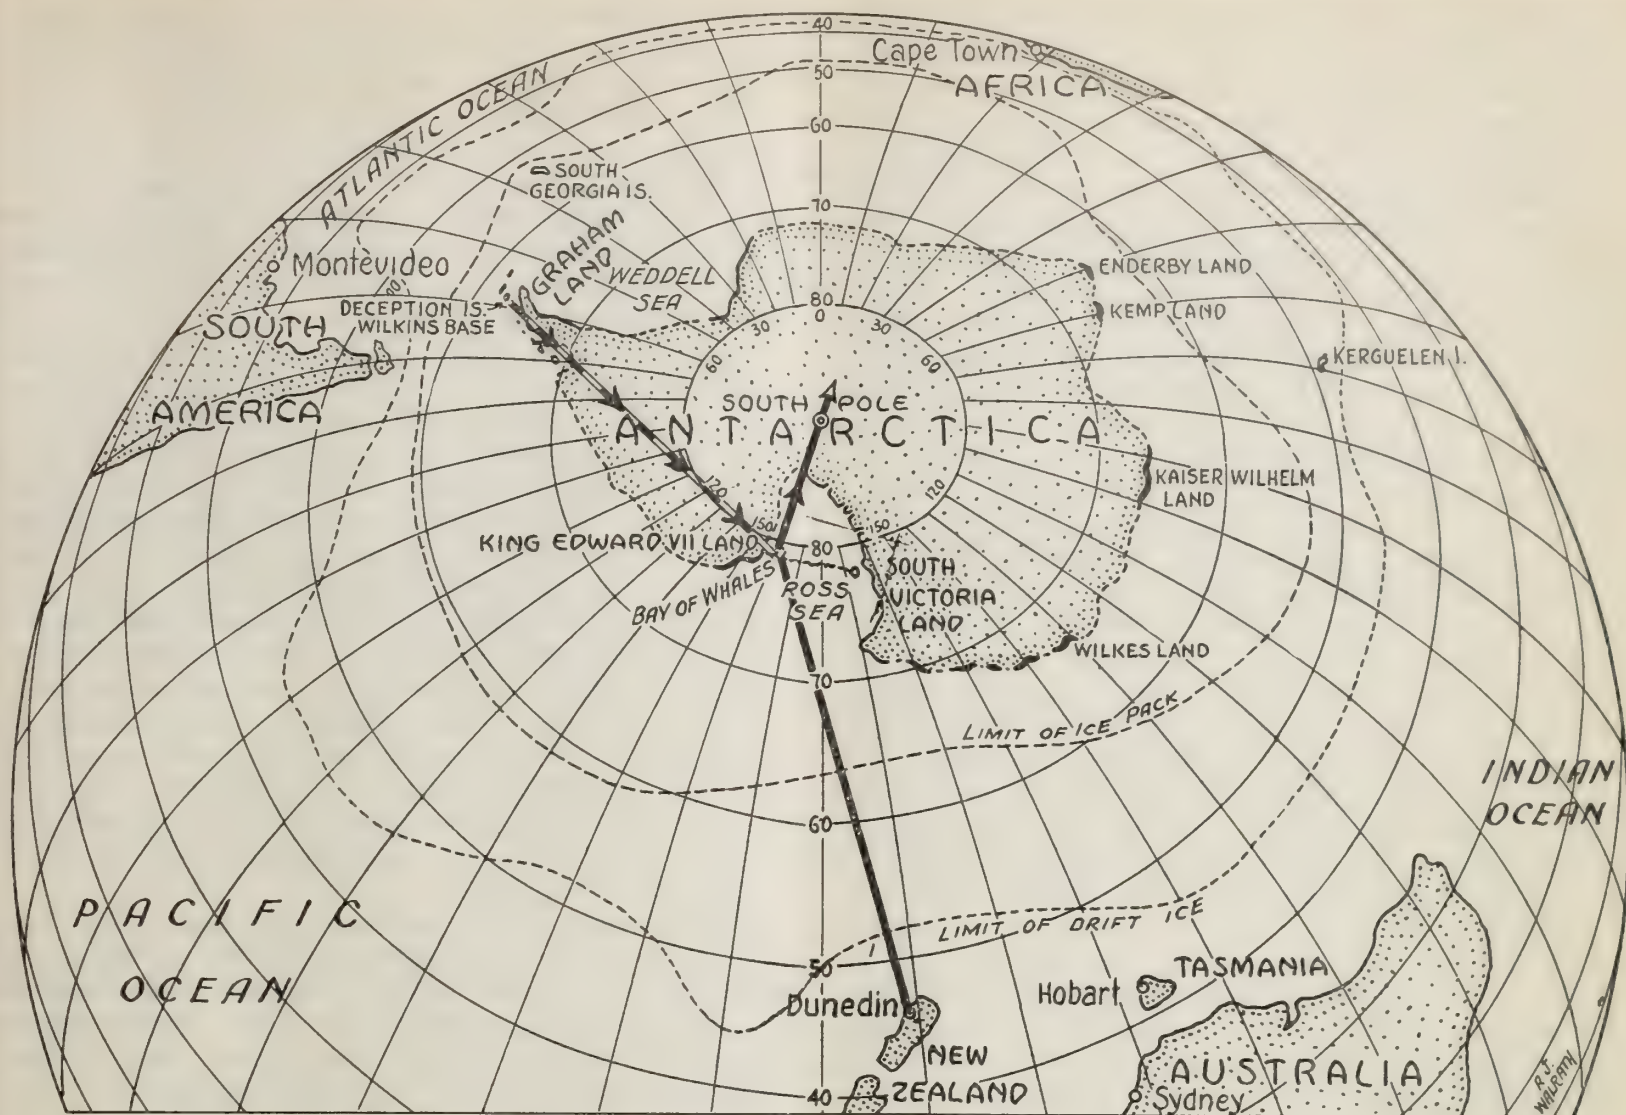 40
Cape Town
50
AFRICA
ATLANTIC OCEAN
60
SOUTH
GEORGIA IS.
70
GRAHAM
LAND
WEDDELL
SEA
Montevideo
ENDERBY LAND
DECEPTION IS.
WILKINS BASE
80
0
KEMP LAND
30
30
SOUTH
60
60
KERGUELEN I.
AMERICA
SOUTH POLE
ANTARCTICA
KAISER WILHELM
LAND
120
120
150
150
KING EDWARD VII LAND
80
SOUTH
VICTORIA
LAND
BAY OF WHALES
ROSS
SEA
WILKES LAND
70
LIMIT OF ICE PACK
INDIAN
OCEAN
60
PACIFIC
OCEAN
LIMIT OF DRIFT ICE
50
TASMANIA
Hobart
Dunedin
NEW
ZEALAND
AUSTRALIA
40
Sydney
R.J.
WALRATH